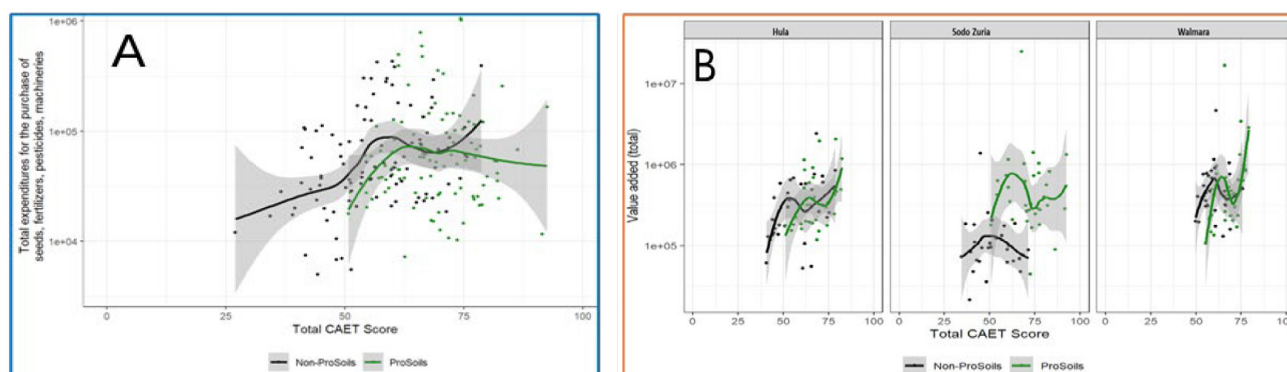 A
Total expenditures for the purchase of
seeds, fertilizers, pesticides, machineries
1e+06
1e+05
1e+04
0 25 50 75 100
Total CAET Score
Non-ProSoils ProSoils
B
Hula Sodo Zuria Walmara
Value added (total)
1e+07
1e+06
1e+05
0 25 50 75 100 0 25 50 75 100 0 25 50 75 100
Total CAET Score
Non-ProSoils ProSoils